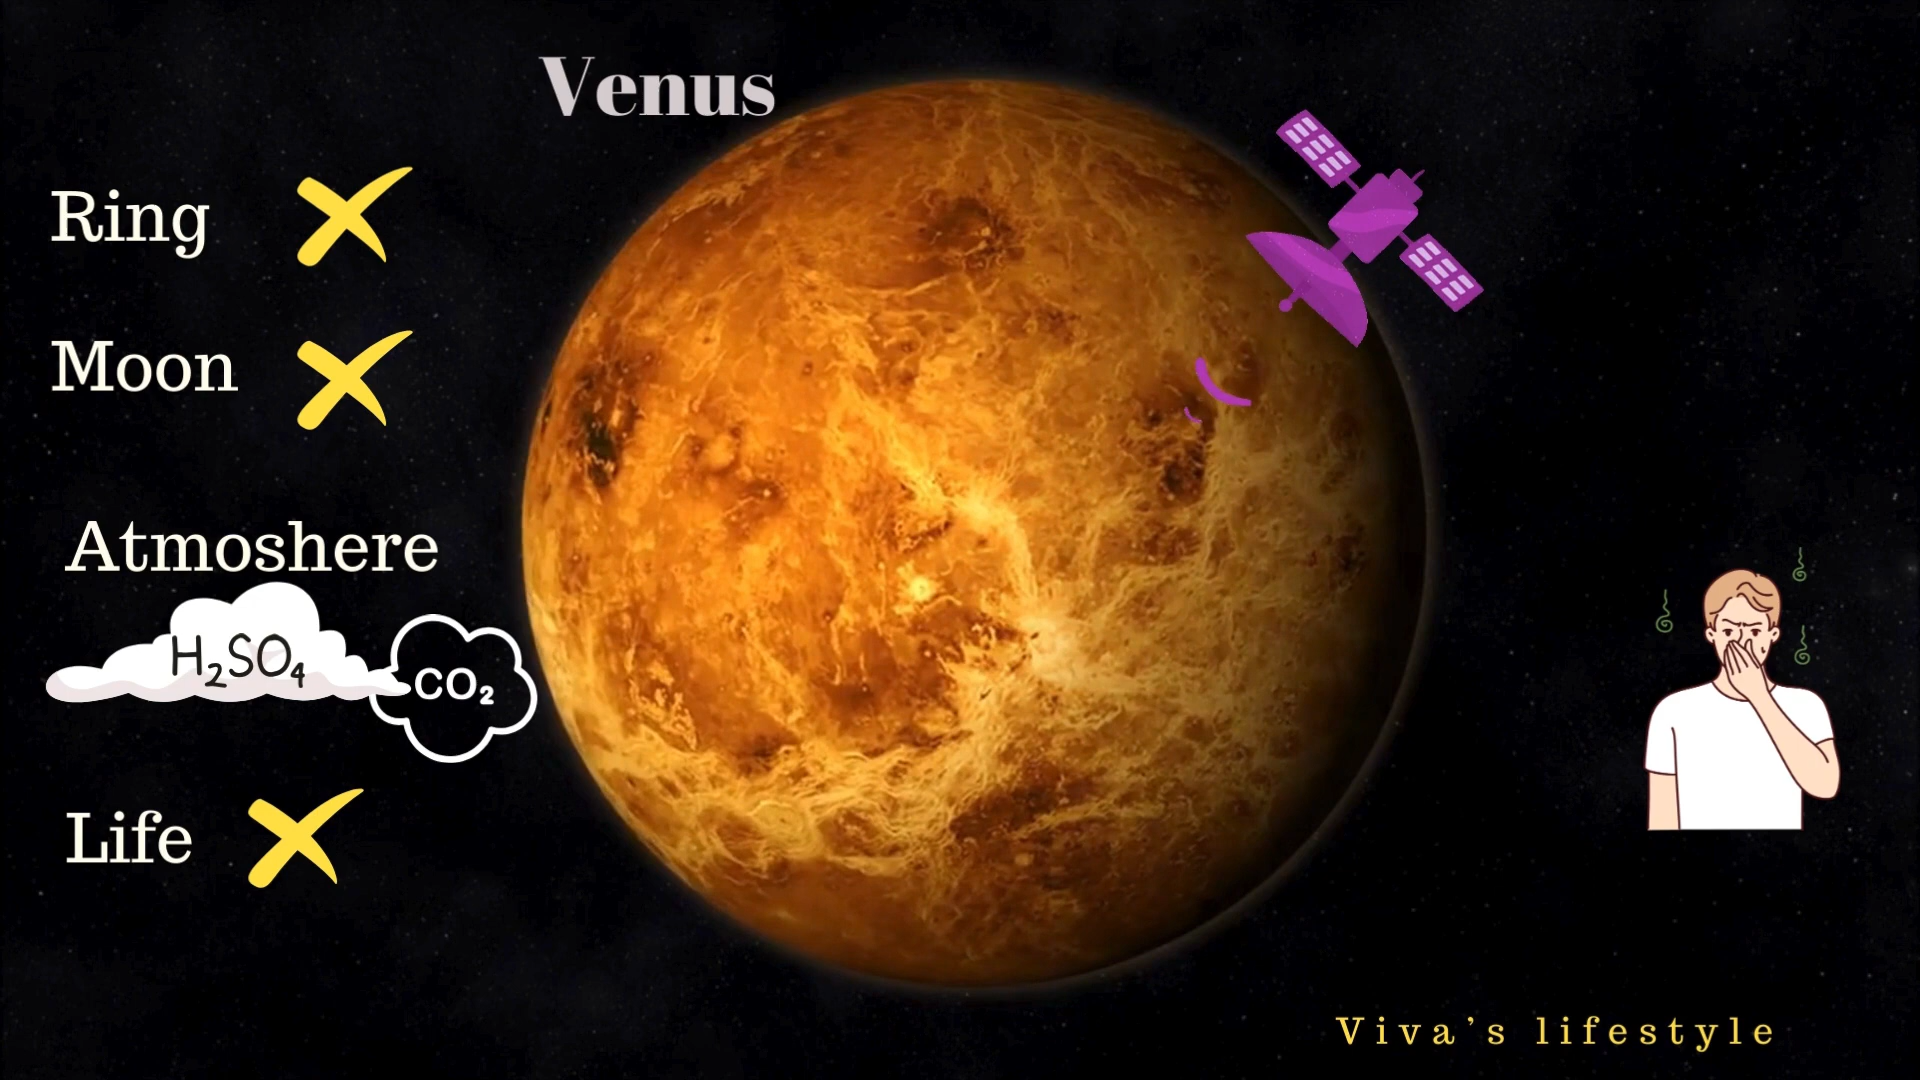 Venus
Ring
Moon
Atmoshere
H₂SO₄
CO₂
Life
Viva's lifestyle